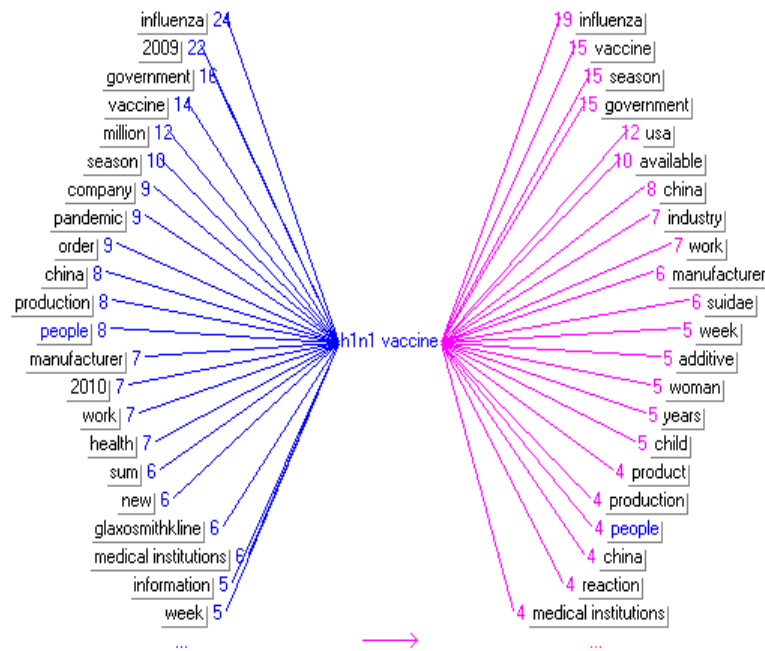 influenza 24
2009 22
government 16
vaccine 14
million 12
season 10
company 9
pandemic 9
order 9
china 8
production 8
people 8
manufacturer 7
2010 7
work 7
health 7
sum 6
new 6
glaxosmithkline 6
medical institutions 6
information 5
week 5
...
h1n1 vaccine
19 influenza
15 vaccine
15 season
15 government
12 usa
10 available
8 china
7 industry
7 work
6 manufacturer
6 suidae
5 week
5 additive
5 woman
5 years
5 child
4 product
4 production
4 people
4 china
4 reaction
4 medical institutions
...